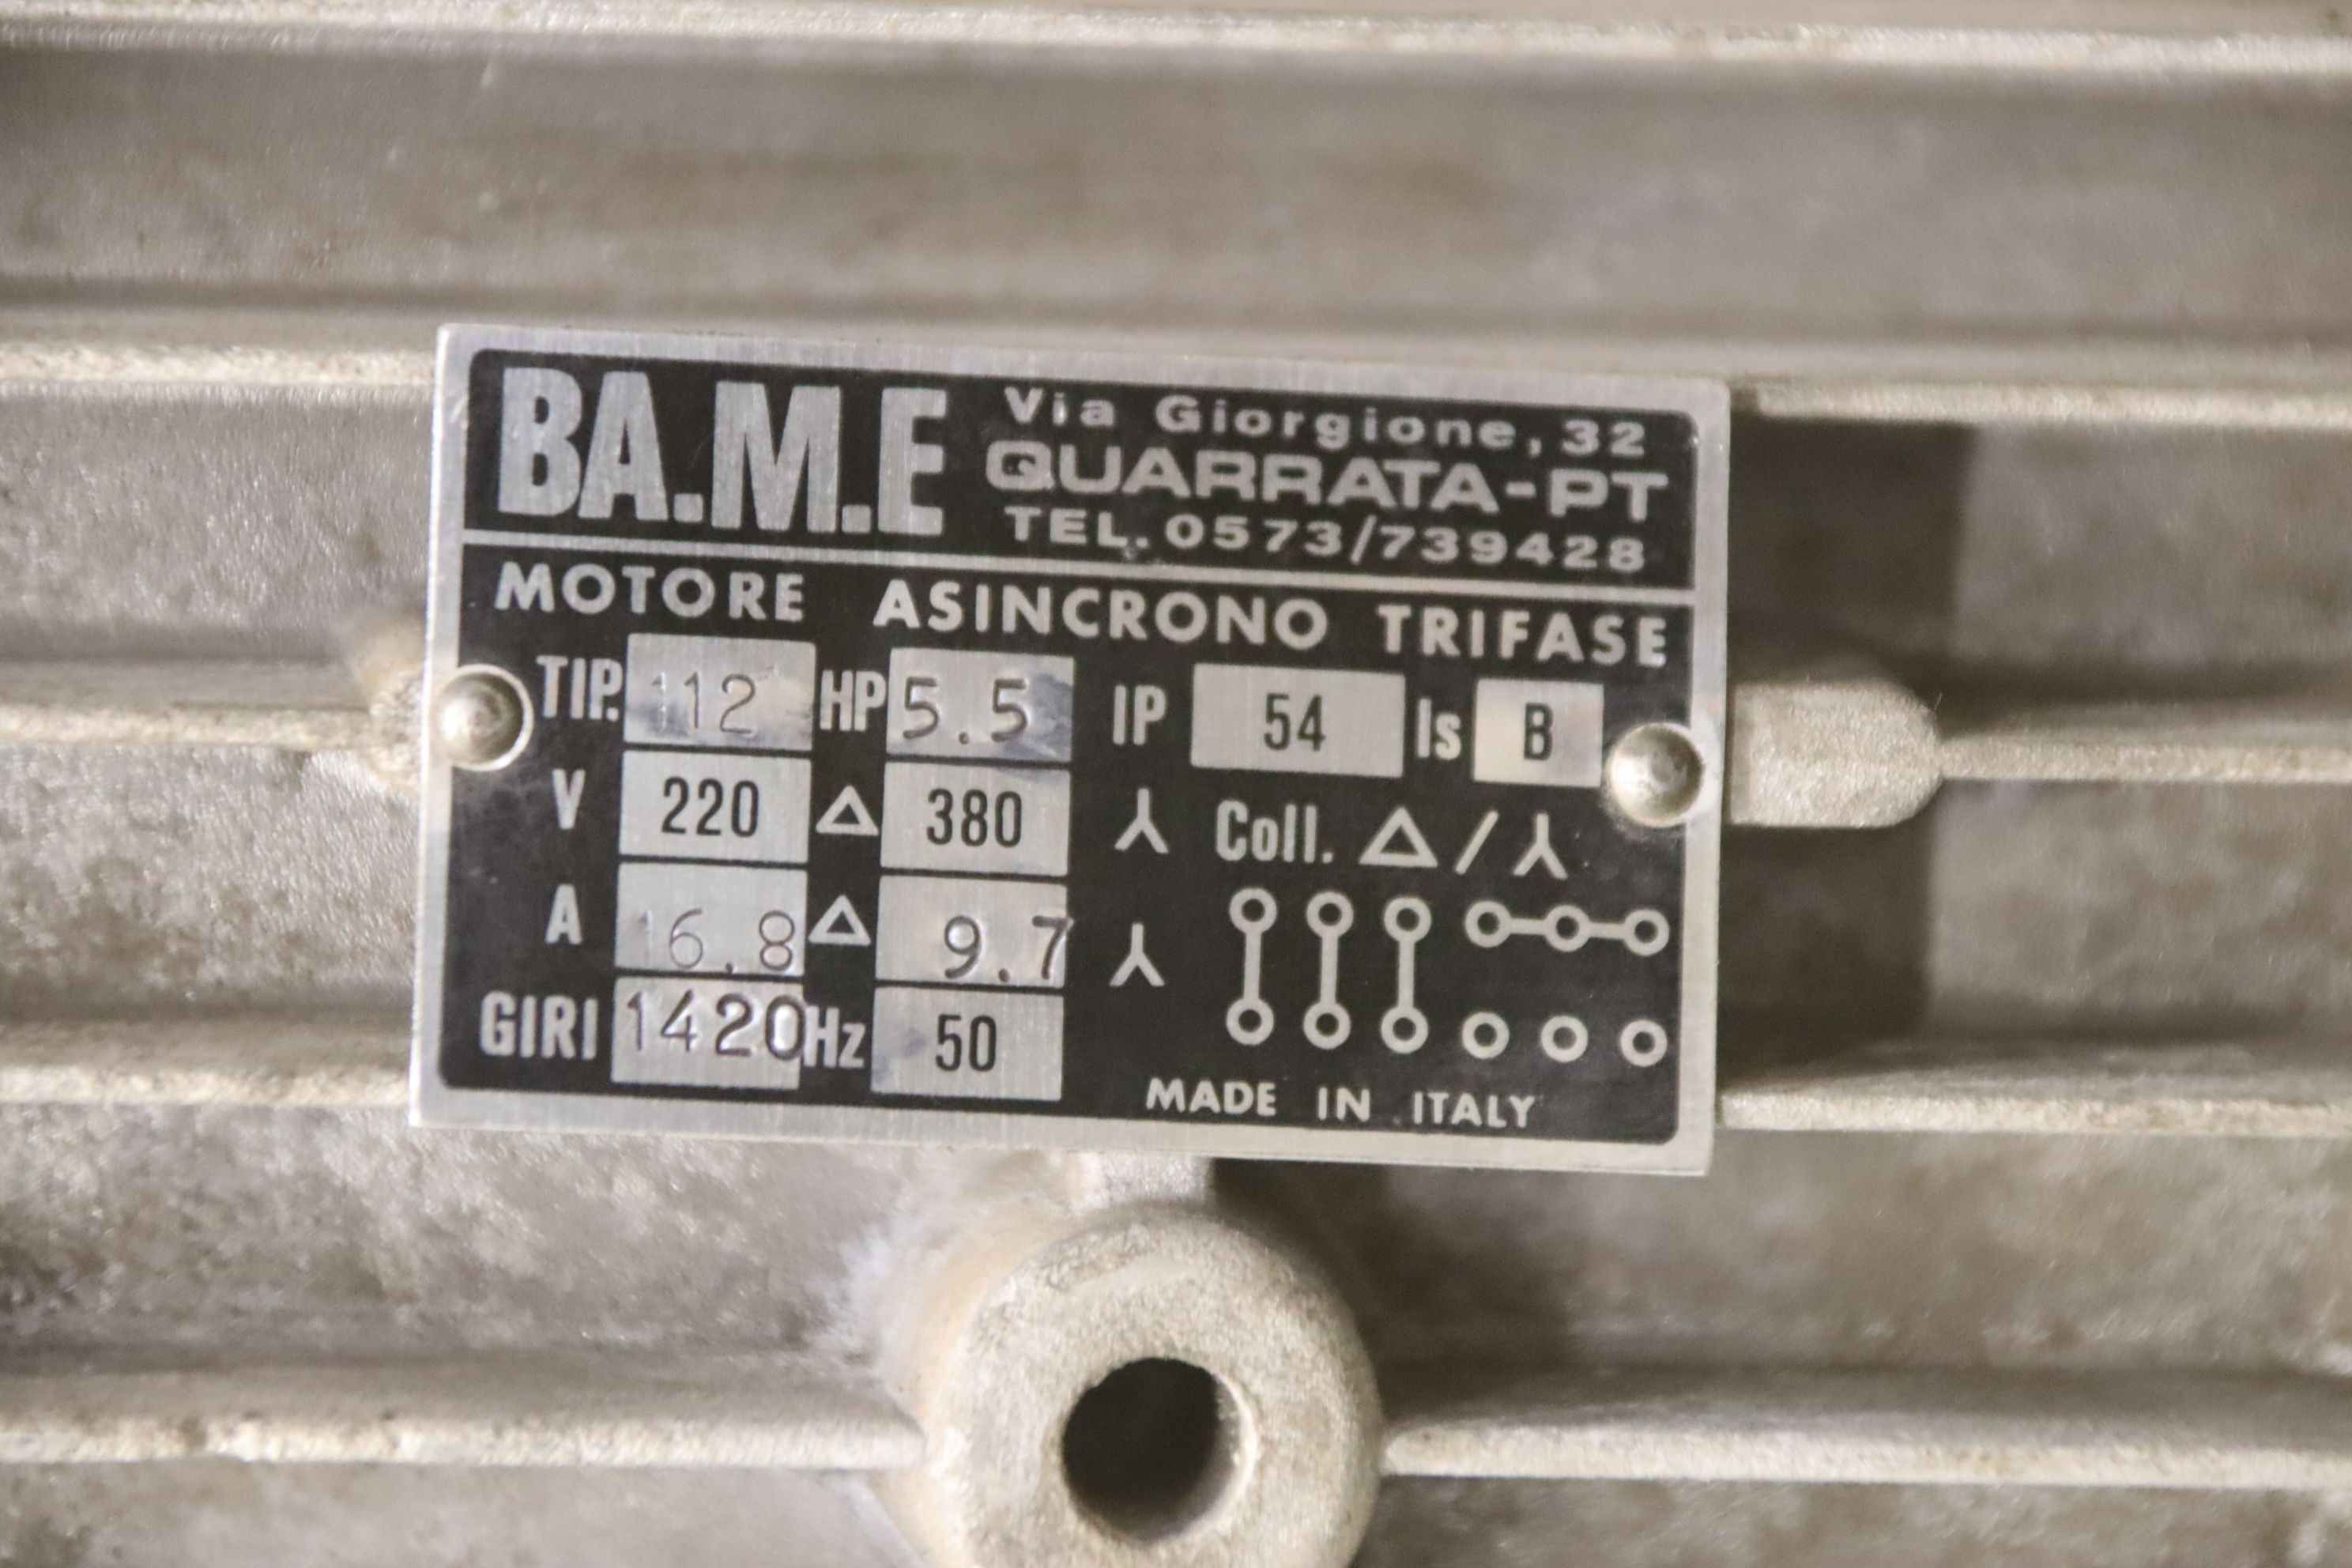 BA.M.E
Via Giorgione, 32
QUARRATA-PT
TEL. 0573/739428
MOTORE ASINCRONO TRIFASE
TIP. 112 HP 5.5 IP 54 Is B
V 220 Δ 380 Coll. Δ /
A 16.8 Δ 9.7
GIRI 1420 Hz 50
MADE IN ITALY